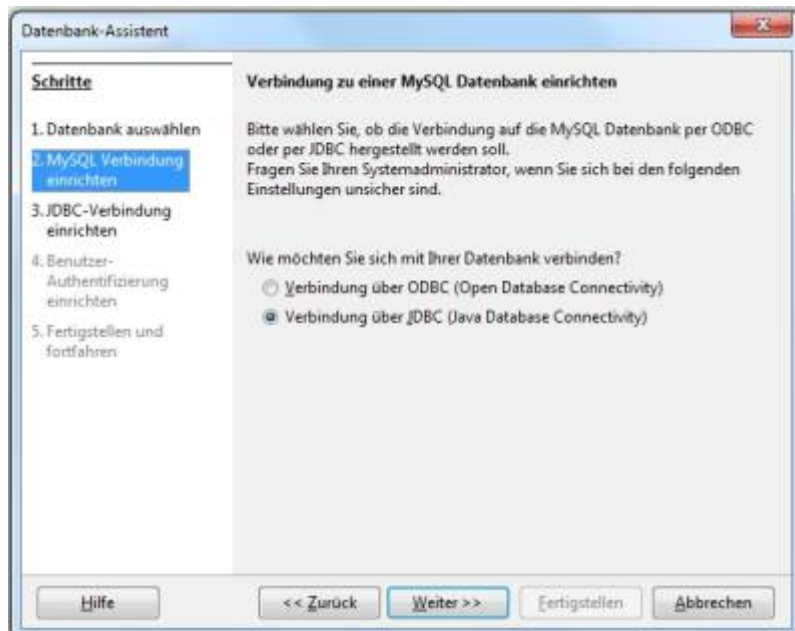 Datenbank-Assistent
Schritte
1. Datenbank auswählen
2. MySQL Verbindung
einrichten
3. JDBC-Verbindung
einrichten
4. Benutzer-
Authentifizierung
einrichten
5. Fertigstellen und
fortfahren
Verbindung zu einer MySQL Datenbank einrichten
Bitte wählen Sie, ob die Verbindung auf die MySQL Datenbank per ODBC
oder per JDBC hergestellt werden soll.
Fragen Sie Ihren Systemadministrator, wenn Sie sich bei den folgenden
Einstellungen unsicher sind.
Wie möchten Sie sich mit Ihrer Datenbank verbinden?
Verbindung über ODBC (Open Database Connectivity)
Verbindung über JDBC (Java Database Connectivity)
Hilfe
<< Zurück
Weiter >>
Fertigstellen
Abbrechen